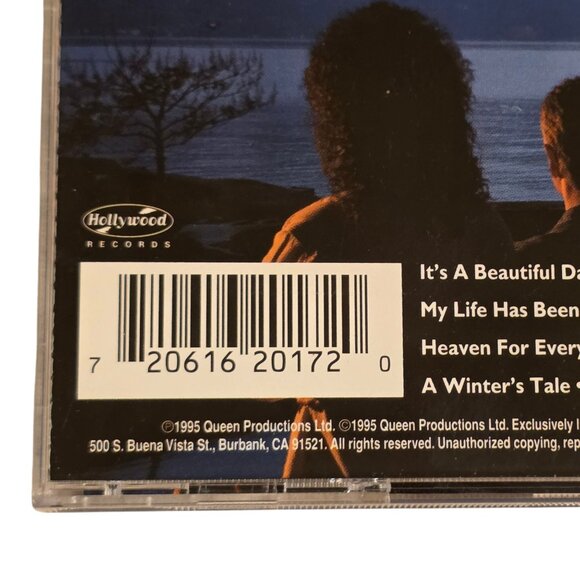 Hollywood
RECORDS
It's A Beautiful Da
My Life Has Been
Heaven For Every
A Winter's Tale •
7 20616 20172 0
℗1995 Queen Productions Ltd. ©1995 Queen Productions Ltd. Exclusively l
500 S. Buena Vista St., Burbank, CA 91521. All rights reserved. Unauthorized copying, rep